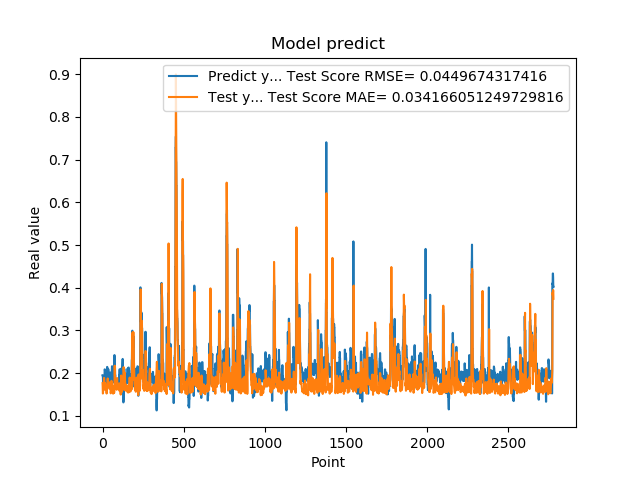 Model predict
Predict y... Test Score RMSE= 0.0449674317416
Test y... Test Score MAE= 0.034166051249729816
Real value
0.9
0.8
0.7
0.6
0.5
0.4
0.3
0.2
0.1
0 500 1000 1500 2000 2500
Point